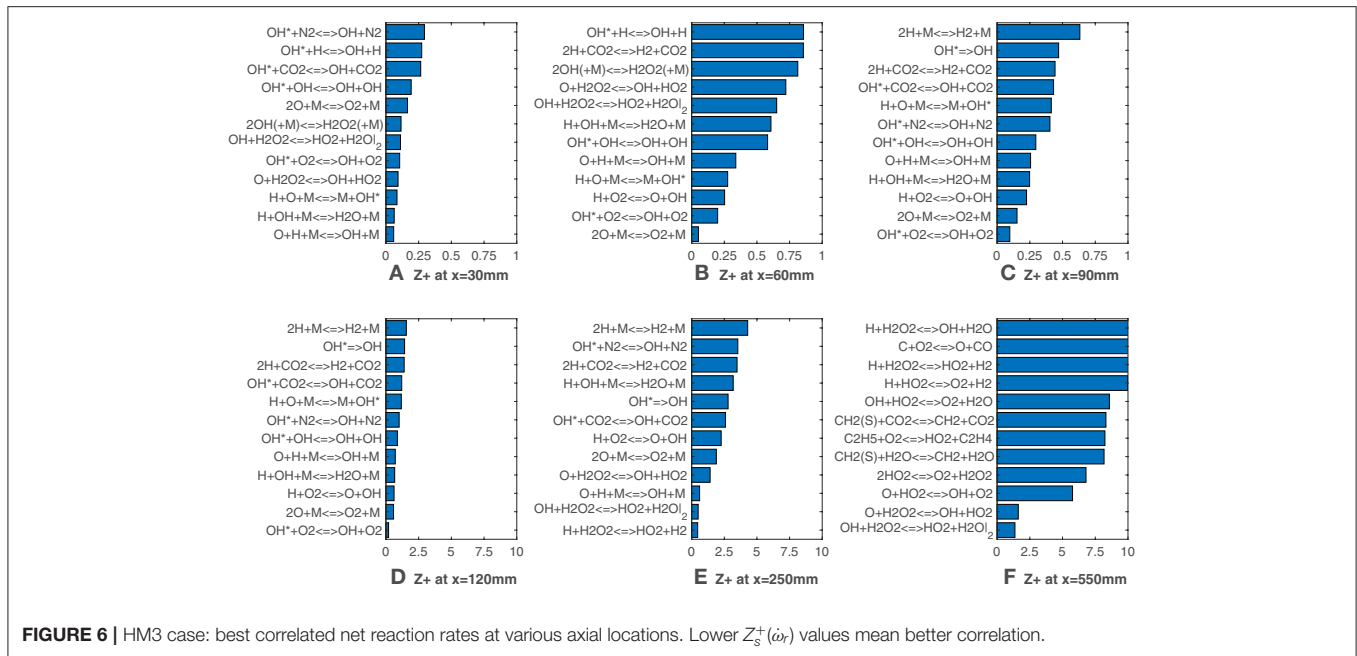 OH*+N2<=>OH+N2
OH*+H<=>OH+H
OH*+CO2<=>OH+CO2
OH*+OH<=>OH+OH
2O+M<=>O2+M
2OH(+M)<=>H2O2(+M)
OH+H2O2<=>HO2+H2O|2
OH*+O2<=>OH+O2
O+H2O2<=>OH+HO2
H+O+M<=>M+OH*
H+OH+M<=>H2O+M
O+H+M<=>OH+M
0 0.25 0.5 0.75 1
A Z+ at x=30mm
OH*+H<=>OH+H
2H+CO2<=>H2+CO2
2OH(+M)<=>H2O2(+M)
O+H2O2<=>OH+HO2
OH+H2O2<=>HO2+H2O|2
H+OH+M<=>H2O+M
OH*+OH<=>OH+OH
O+H+M<=>OH+M
H+O+M<=>M+OH*
H+O2<=>O+OH
OH*+O2<=>OH+O2
2O+M<=>O2+M
0 0.25 0.5 0.75 1
B Z+ at x=60mm
2H+M<=>H2+M
OH*=>OH
2H+CO2<=>H2+CO2
OH*+CO2<=>OH+CO2
H+O+M<=>M+OH*
OH*+N2<=>OH+N2
OH*+OH<=>OH+OH
O+H+M<=>OH+M
H+OH+M<=>H2O+M
H+O2<=>O+OH
2O+M<=>O2+M
OH*+O2<=>OH+O2
0 0.25 0.5 0.75 1
C Z+ at x=90mm
2H+M<=>H2+M
OH*=>OH
2H+CO2<=>H2+CO2
OH*+CO2<=>OH+CO2
H+O+M<=>M+OH*
OH*+N2<=>OH+N2
OH*+OH<=>OH+OH
O+H+M<=>OH+M
H+OH+M<=>H2O+M
H+O2<=>O+OH
2O+M<=>O2+M
OH*+O2<=>OH+O2
0 2.5 5 7.5 10
D Z+ at x=120mm
2H+M<=>H2+M
OH*+N2<=>OH+N2
2H+CO2<=>H2+CO2
H+OH+M<=>H2O+M
OH*=>OH
OH*+CO2<=>OH+CO2
H+O2<=>O+OH
2O+M<=>O2+M
O+H2O2<=>OH+HO2
O+H+M<=>OH+M
OH+H2O2<=>HO2+H2O|2
H+H2O2<=>HO2+H2
0 2.5 5 7.5 10
E Z+ at x=250mm
H+H2O2<=>OH+H2O
C+O2<=>O+CO
H+H2O2<=>HO2+H2
H+HO2<=>O2+H2
OH+HO2<=>O2+H2O
CH2(S)+CO2<=>CH2+CO2
C2H5+O2<=>HO2+C2H4
CH2(S)+H2O<=>CH2+H2O
2HO2<=>O2+H2O2
O+HO2<=>OH+O2
O+H2O2<=>OH+HO2
OH+H2O2<=>HO2+H2O|2
0 2.5 5 7.5 10
F Z+ at x=550mm
FIGURE 6 | HM3 case: best correlated net reaction rates at various axial locations. Lower Z_s^+(ω̇_r) values mean better correlation.